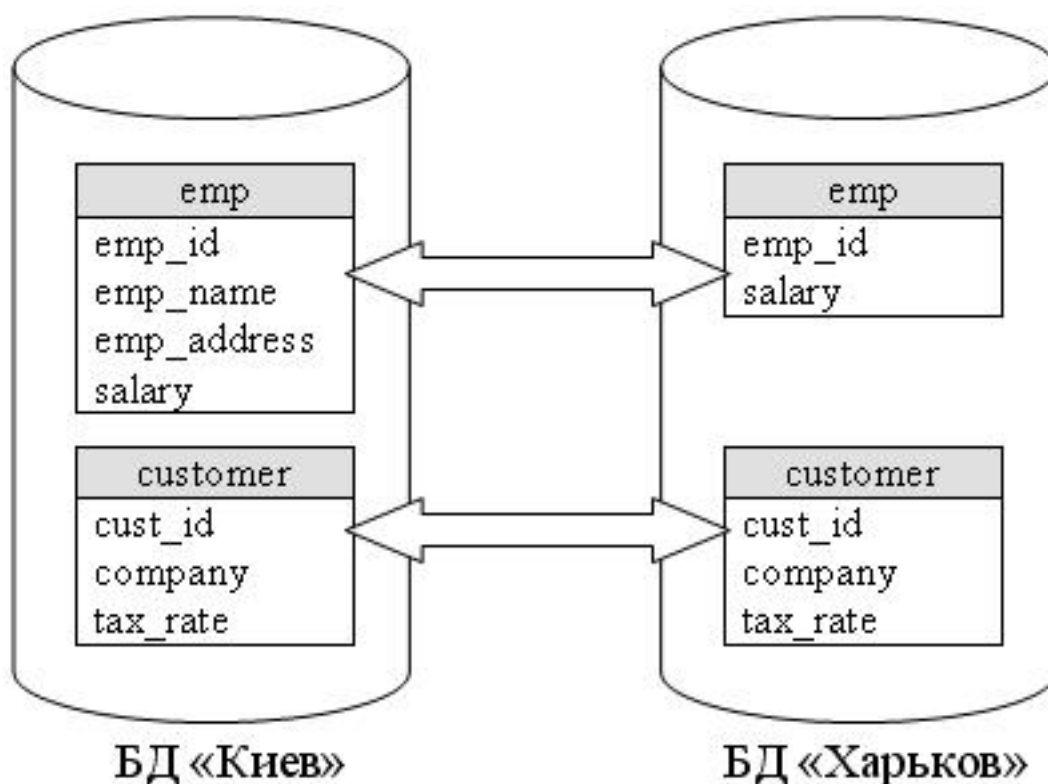 emp
emp_id
emp_name
emp_address
salary
customer
cust_id
company
tax_rate
БД «Киев»
emp
emp_id
salary
customer
cust_id
company
tax_rate
БД «Харьков»